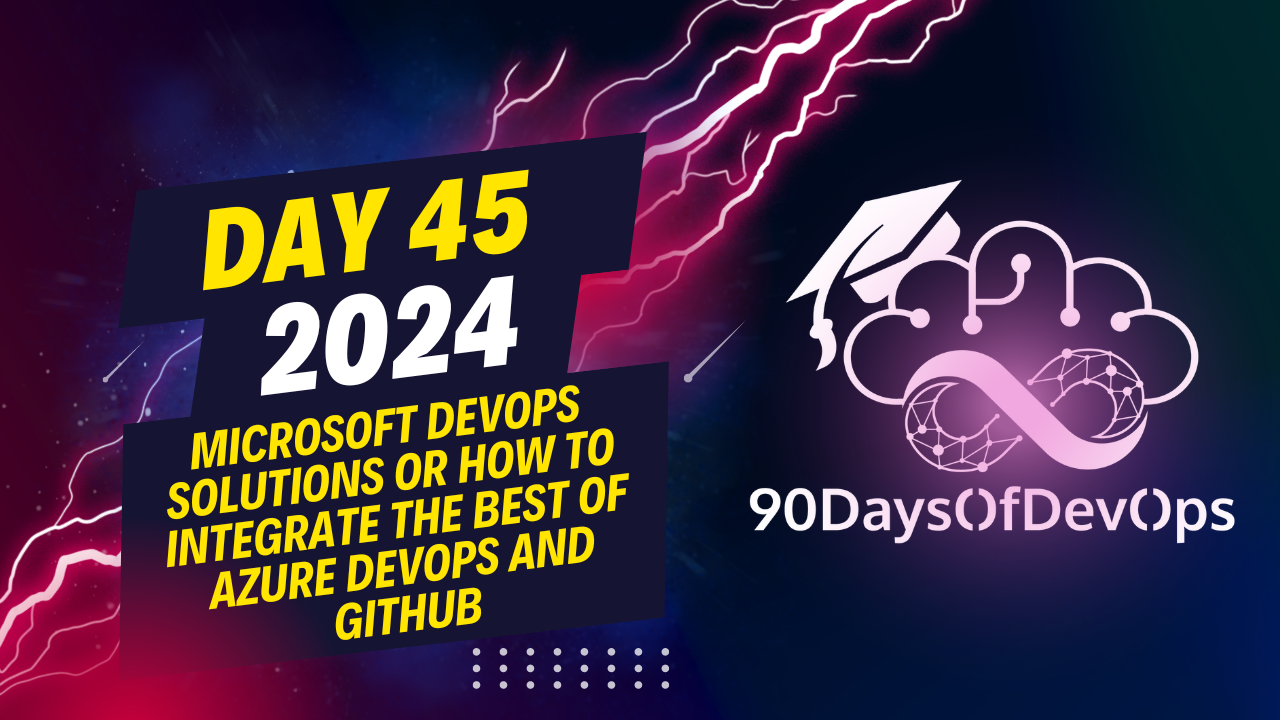 DAY 45
2024
MICROSOFT DEVOPS
SOLUTIONS OR HOW TO
INTEGRATE THE BEST OF
AZURE DEVOPS AND
GITHUB
90DaysOfDevOps